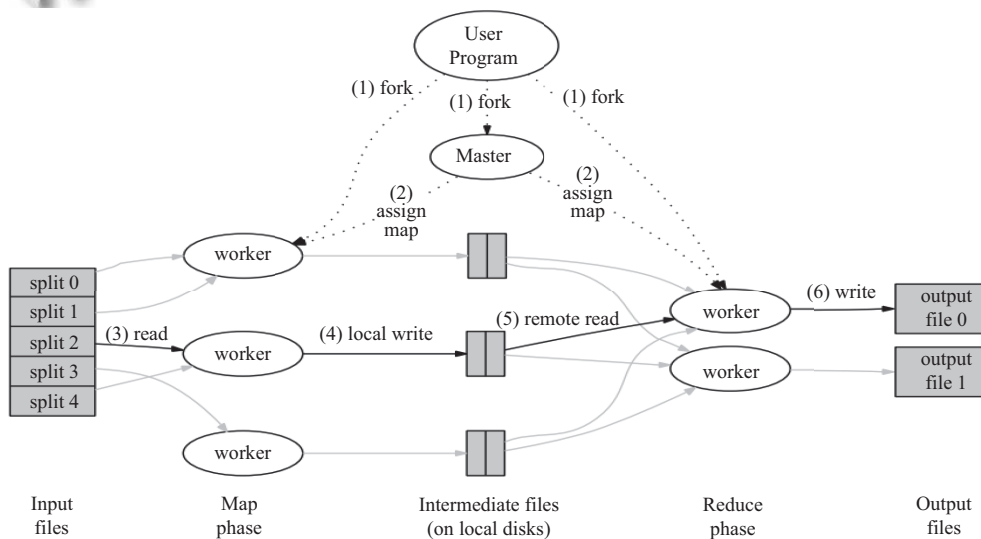 User
Program
(1) fork
(1) fork
(1) fork
Master
(2)
assign
map
(2)
assign
map
worker
split 0
split 1
split 2
split 3
split 4
(3) read
worker
(4) local write
(5) remote read
worker
(6) write
output
file 0
worker
output
file 1
worker
Input
files
Map
phase
Intermediate files
(on local disks)
Reduce
phase
Output
files